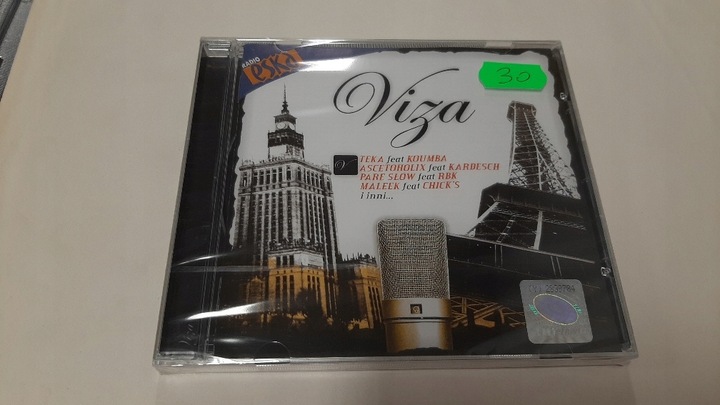 RADIO
eska
30
Viza
TEKA feat KOUMBA
ASCETOHOLIX feat KARDESCH
PARE SLOW feat RBK
MALEEK feat CHICK'S
i inni...